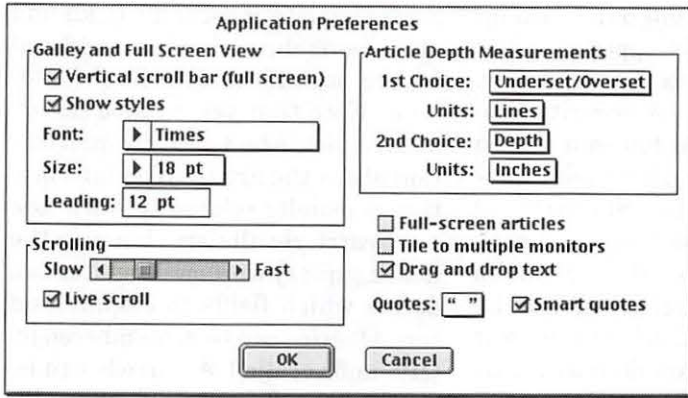 Application Preferences
Galley and Full Screen View
Vertical scroll bar (full screen)
Show styles
Font: Times
Size: 18 pt
Leading: 12 pt
Scrolling
Slow Fast
Live scroll
Article Depth Measurements
1st Choice: Underset/Overset
Units: Lines
2nd Choice: Depth
Units: Inches
Full-screen articles
Tile to multiple monitors
Drag and drop text
Quotes: “ ” Smart quotes
OK Cancel